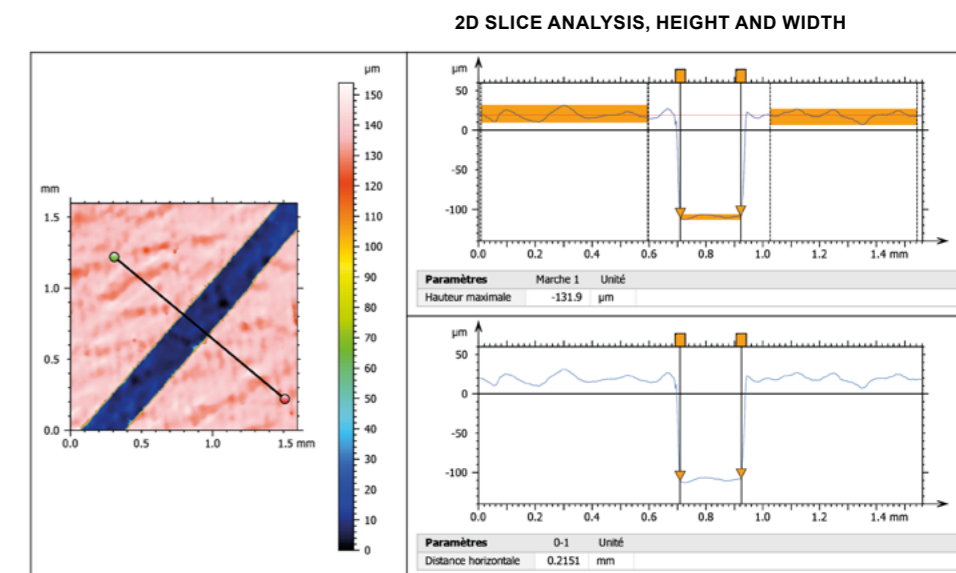 2D SLICE ANALYSIS, HEIGHT AND WIDTH
µm
150
140
130
120
110
100
90
80
70
60
50
40
30
20
10
0
mm
1.5
1.0
0.5
0.0
0.0 0.5 1.0 1.5 mm
µm
50
0
-50
-100
0.0 0.2 0.4 0.6 0.8 1.0 1.2 1.4 mm
Paramètres Marche 1 Unité
Hauteur maximale -131.9 µm
µm
50
0
-50
-100
0.0 0.2 0.4 0.6 0.8 1.0 1.2 1.4 mm
Paramètres 0-1 Unité
Distance horizontale 0.2151 mm